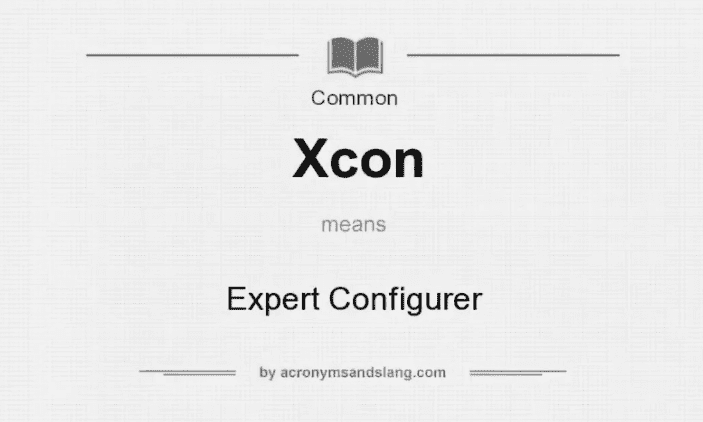 Common
Xcon
means
Expert Configurer
by acronymsandslang.com